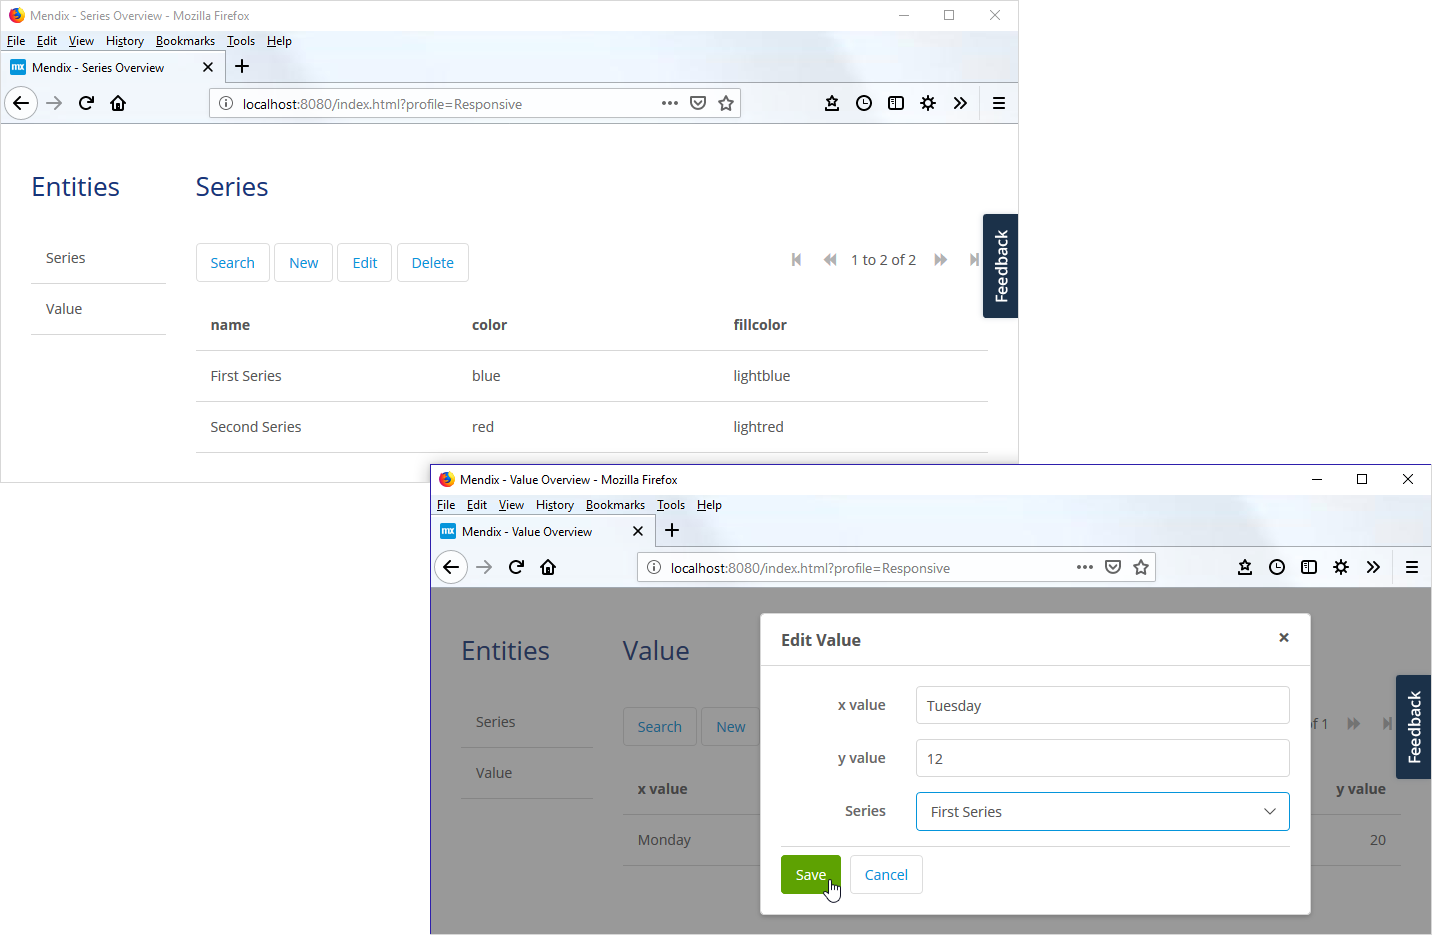 Mendix - Series Overview - Mozilla Firefox
File Edit View History Bookmarks Tools Help
mx Mendix - Series Overview
localhost:8080/index.html?profile=Responsive
Entities Series
Series
Value
Search New Edit Delete 1 to 2 of 2
Feedback
name color fillcolor
First Series blue lightblue
Second Series red lightred
Mendix - Value Overview - Mozilla Firefox
File Edit View History Bookmarks Tools Help
mx Mendix - Value Overview
localhost:8080/index.html?profile=Responsive
Entities Value
Series
Value
Search New of 1
Feedback
x value y value
Monday 20
Edit Value
x value Tuesday
y value 12
Series First Series
Save Cancel